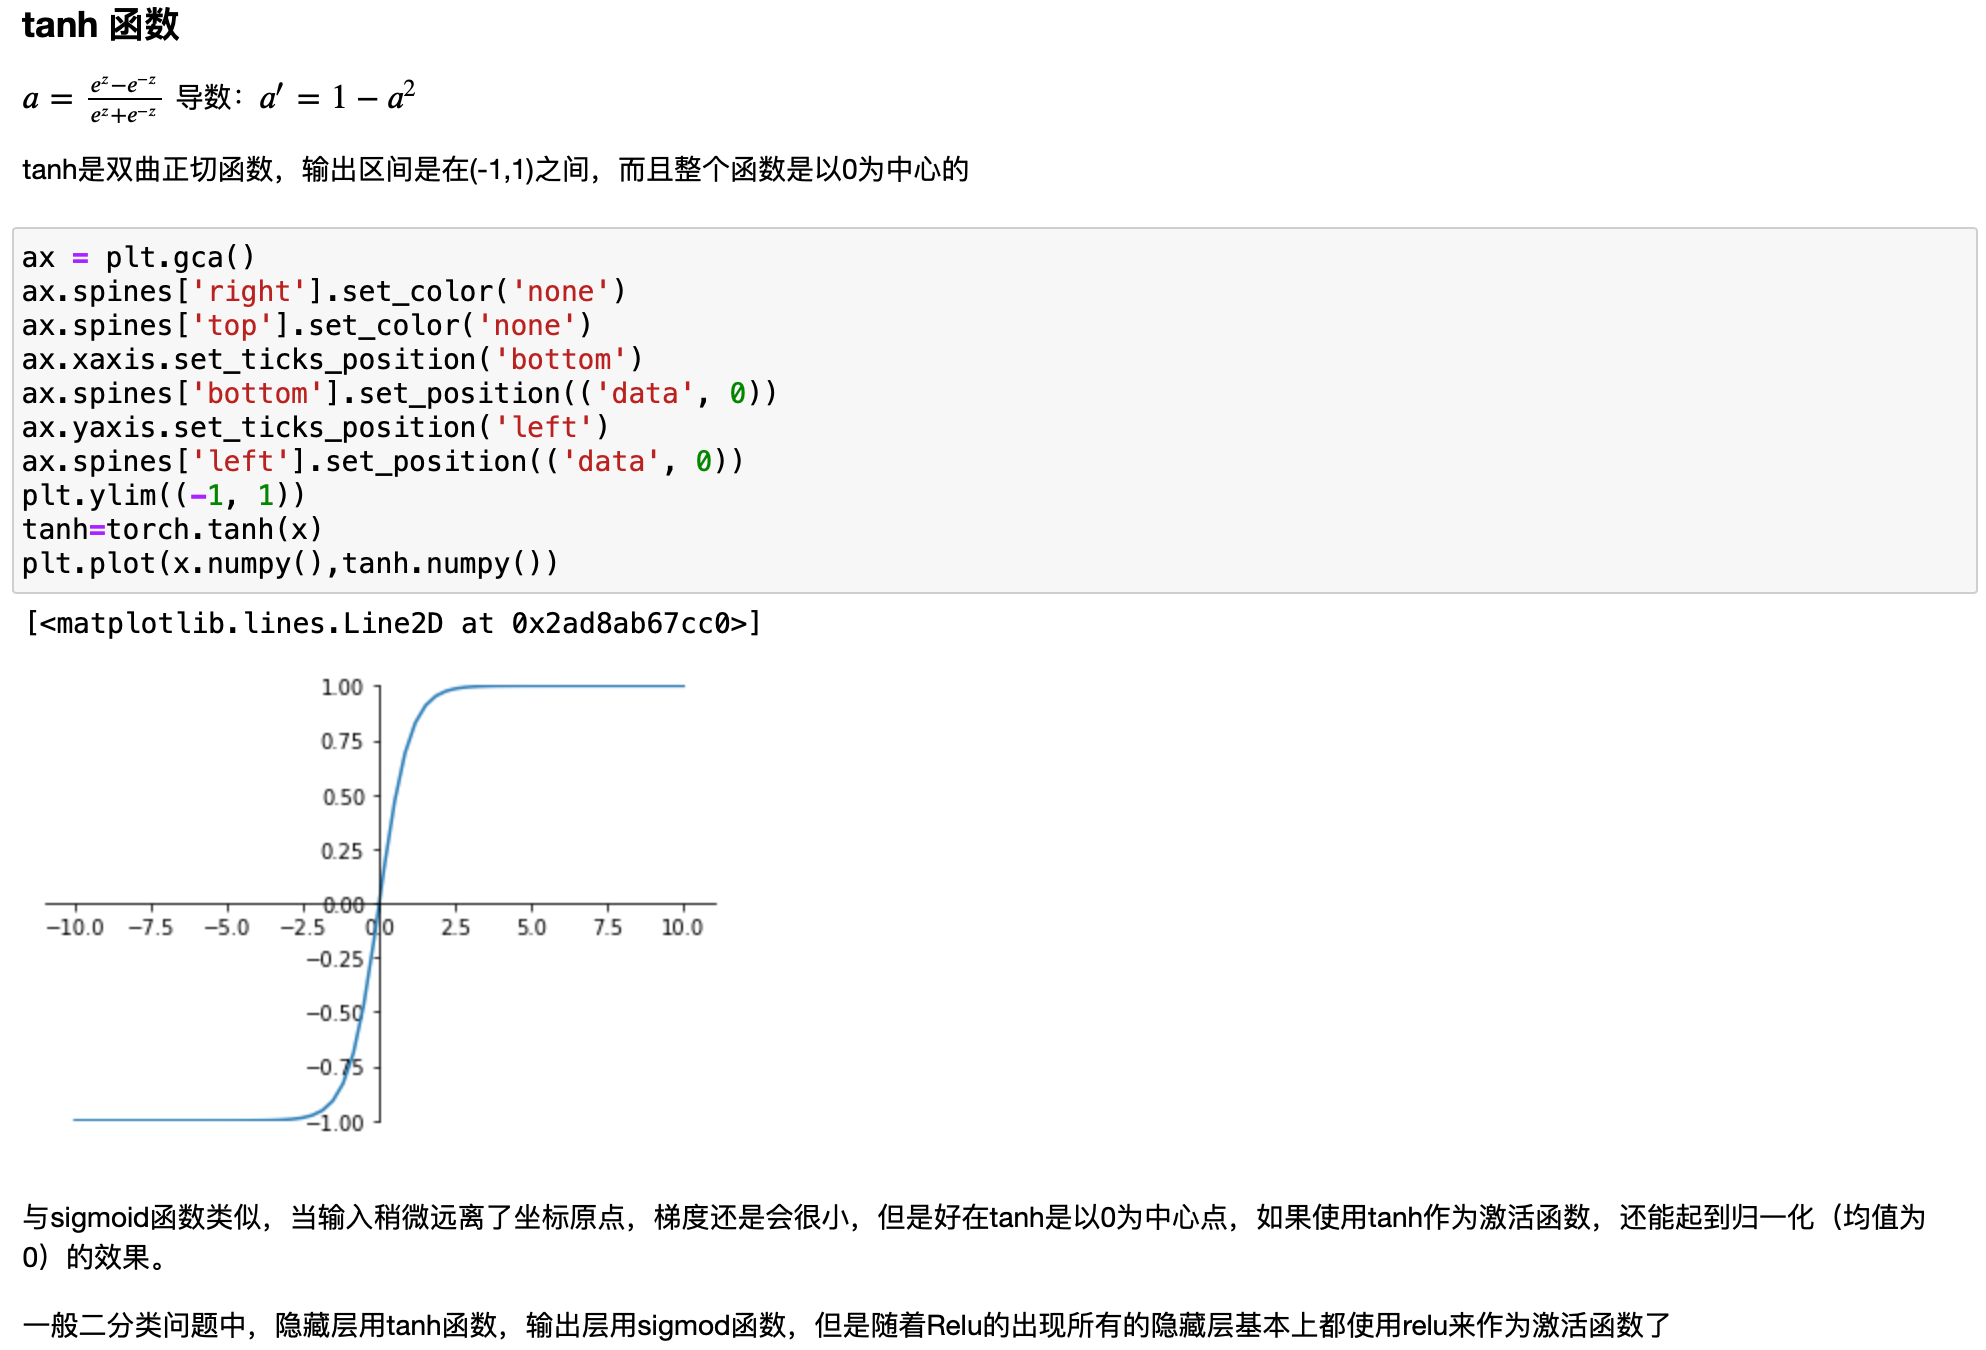 tanh 函数
a = \frac{e^z-e^{-z}}{e^z+e^{-z}} 导数：a′ = 1 − a²
tanh是双曲正切函数，输出区间是在(-1,1)之间，而且整个函数是以0为中心的
ax = plt.gca()
ax.spines['right'].set_color('none')
ax.spines['top'].set_color('none')
ax.xaxis.set_ticks_position('bottom')
ax.spines['bottom'].set_position(('data', 0))
ax.yaxis.set_ticks_position('left')
ax.spines['left'].set_position(('data', 0))
plt.ylim((-1, 1))
tanh=torch.tanh(x)
plt.plot(x.numpy(),tanh.numpy())
[<matplotlib.lines.Line2D at 0x2ad8ab67cc0>]
1.00
0.75
0.50
0.25
0.00
−10.0 −7.5 −5.0 −2.5 0.0 2.5 5.0 7.5 10.0
−0.25
−0.50
−0.75
−1.00
与sigmoid函数类似，当输入稍微远离了坐标原点，梯度还是会很小，但是好在tanh是以0为中心点，如果使用tanh作为激活函数，还能起到归一化（均值为
0）的效果。
一般二分类问题中，隐藏层用tanh函数，输出层用sigmod函数，但是随着Relu的出现所有的隐藏层基本上都使用relu来作为激活函数了